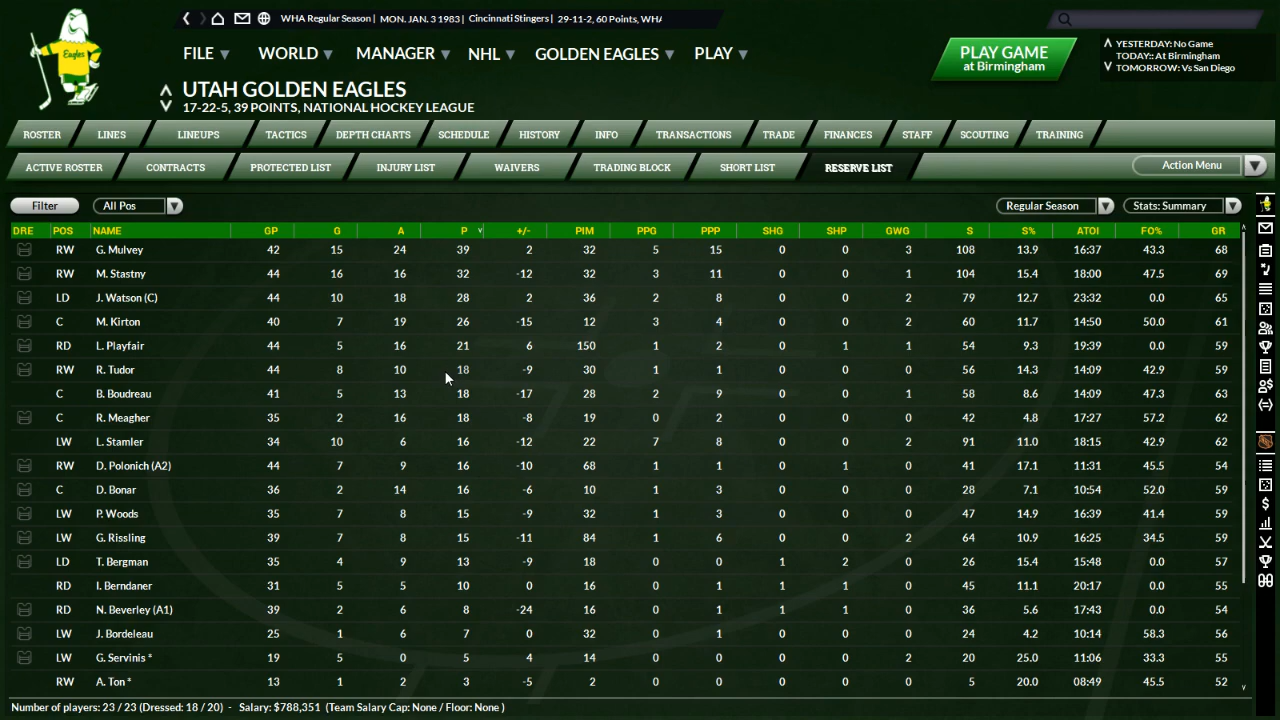 WHA Regular Season | MON. JAN. 3 1983 | Cincinnati Stingers | 29-11-2, 60 Points, WHA
FILE WORLD MANAGER NHL GOLDEN EAGLES PLAY
PLAY GAME
at Birmingham
YESTERDAY: No Game
TODAY:: At Birmingham
TOMORROW: Vs San Diego
Eagles
UTAH GOLDEN EAGLES
17-22-5, 39 POINTS, NATIONAL HOCKEY LEAGUE
ROSTER LINES LINEUPS TACTICS DEPTH CHARTS SCHEDULE HISTORY INFO TRANSACTIONS TRADE FINANCES STAFF SCOUTING TRAINING
ACTIVE ROSTER CONTRACTS PROTECTED LIST INJURY LIST WAIVERS TRADING BLOCK SHORT LIST RESERVE LIST Action Menu
Filter All Pos Regular Season Stats: Summary
DRE POS NAME GP G A P +/- PIM PPG PPP SHG SHP GWG S S% ATOI FO% GR
RW G. Mulvey 42 15 24 39 2 32 5 15 0 0 3 108 13.9 16:37 43.3 68
RW M. Stastny 44 16 16 32 -12 32 3 11 0 0 1 104 15.4 18:00 47.5 69
LD J. Watson (C) 44 10 18 28 2 36 2 8 0 0 2 79 12.7 23:32 0.0 65
C M. Kirton 40 7 19 26 -15 12 3 4 0 0 2 60 11.7 14:50 50.0 61
RD L. Playfair 44 5 16 21 6 150 1 2 0 1 1 54 9.3 19:39 0.0 59
RW R. Tudor 44 8 10 18 -9 30 1 1 0 0 0 56 14.3 14:09 42.9 59
C B. Boudreau 41 5 13 18 -17 28 2 9 0 0 1 58 8.6 14:09 47.3 63
C R. Meagher 35 2 16 18 -8 19 0 2 0 0 0 42 4.8 17:27 57.2 62
LW L. Stamler 34 10 6 16 -12 22 7 8 0 0 2 91 11.0 18:15 42.9 62
RW D. Polonich (A2) 44 7 9 16 -10 68 1 1 0 1 0 41 17.1 11:31 45.5 54
C D. Bonar 36 2 14 16 -6 10 1 3 0 0 0 28 7.1 10:54 52.0 59
LW P. Woods 35 7 8 15 -9 32 1 3 0 0 0 47 14.9 16:39 41.4 59
LW G. Rissling 39 7 8 15 -11 84 1 6 0 0 2 64 10.9 16:25 34.5 59
LD T. Bergman 35 4 9 13 -9 18 0 0 1 2 0 26 15.4 15:48 0.0 57
RD I. Berndaner 31 5 5 10 0 16 0 1 1 1 0 45 11.1 20:17 0.0 55
RD N. Beverley (A1) 39 2 6 8 -24 16 0 1 1 1 0 36 5.6 17:43 0.0 54
LW J. Bordeleau 25 1 6 7 0 32 0 1 0 0 0 24 4.2 10:14 58.3 56
LW G. Servinis ² 19 5 0 5 4 14 0 0 0 0 2 20 25.0 11:06 33.3 55
RW A. Ton ² 13 1 2 3 -5 2 0 0 0 0 0 5 20.0 08:49 45.5 52
Number of players: 23 / 23 (Dressed: 18 / 20) - Salary: $788,351 (Team Salary Cap: None / Floor: None )